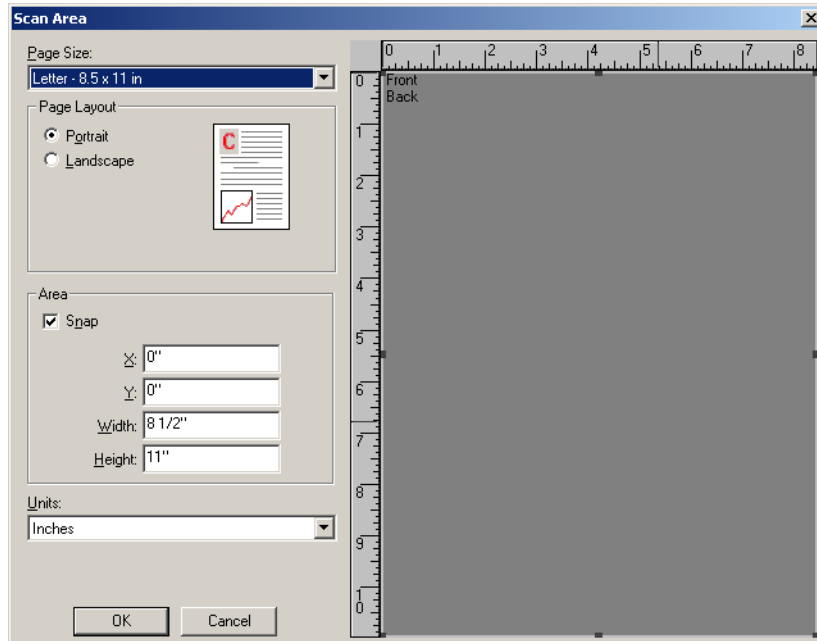 Scan Area
Page Size:
Letter - 8.5 x 11 in
Page Layout
Portrait
Landscape
C
Area
Snap
X: 0"
Y: 0"
Width: 8 1/2"
Height: 11"
Units:
Inches
OK Cancel
0 1 2 3 4 5 6 7 8
0
1
2
3
4
5
6
7
8
9
10
Front
Back